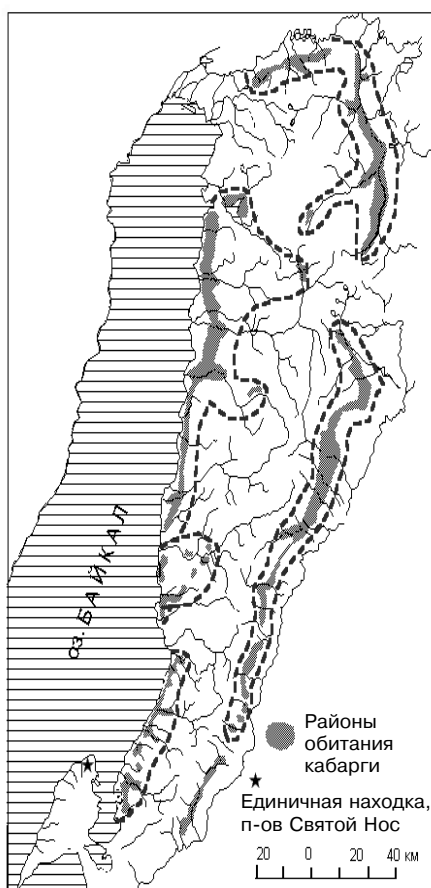 оз. БАЙКАЛ
Районы
обитания
кабарги
Единичная находка,
п-ов Святой Нос
20 0 20 40 км